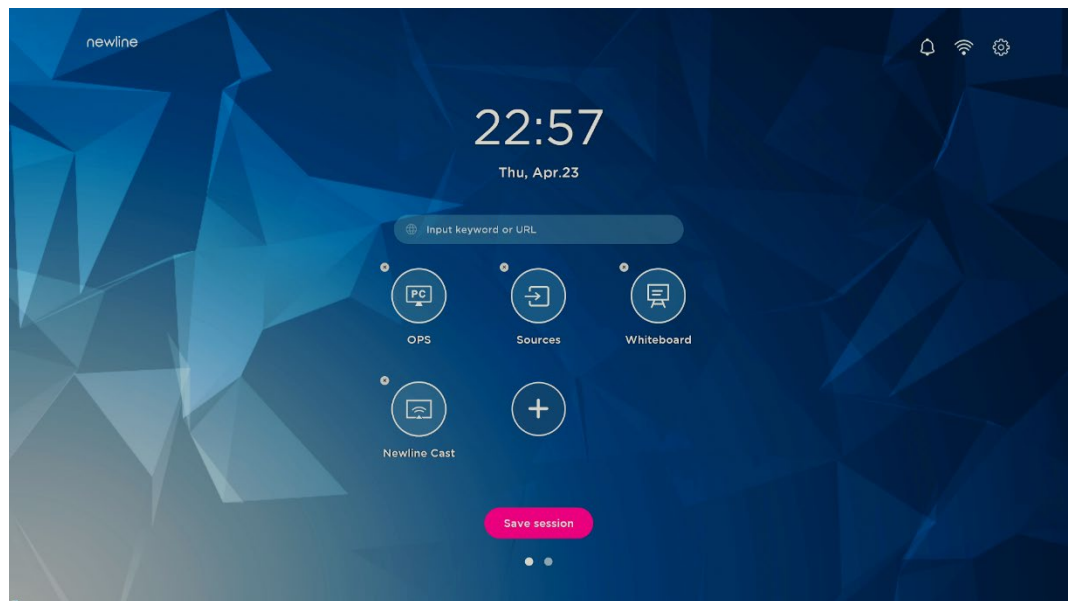 newline
22:57
Thu, Apr.23
Input keyword or URL
PC
OPS
Sources
Whiteboard
Newline Cast
Save session